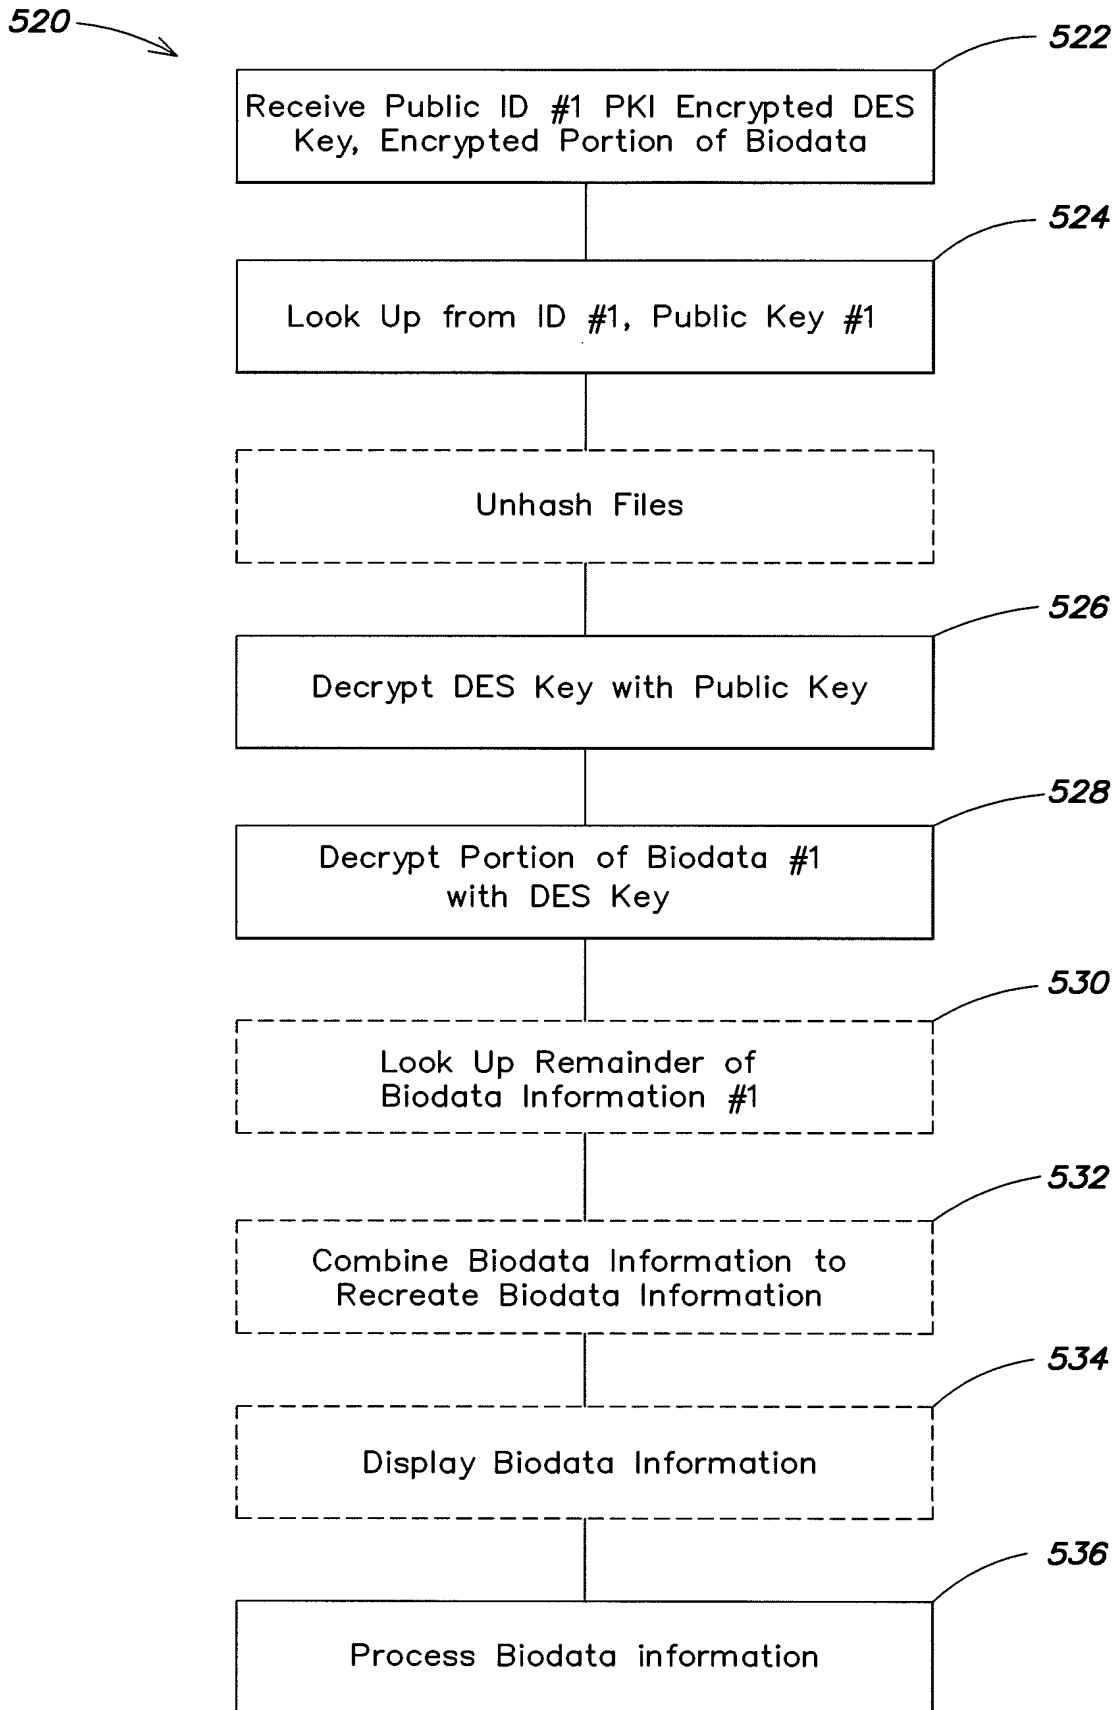 520
522
Receive Public ID #1 PKI Encrypted DES
Key, Encrypted Portion of Biodata
524
Look Up from ID #1, Public Key #1
Unhash Files
526
Decrypt DES Key with Public Key
528
Decrypt Portion of Biodata #1
with DES Key
530
Look Up Remainder of
Biodata Information #1
532
Combine Biodata Information to
Recreate Biodata Information
534
Display Biodata Information
536
Process Biodata information